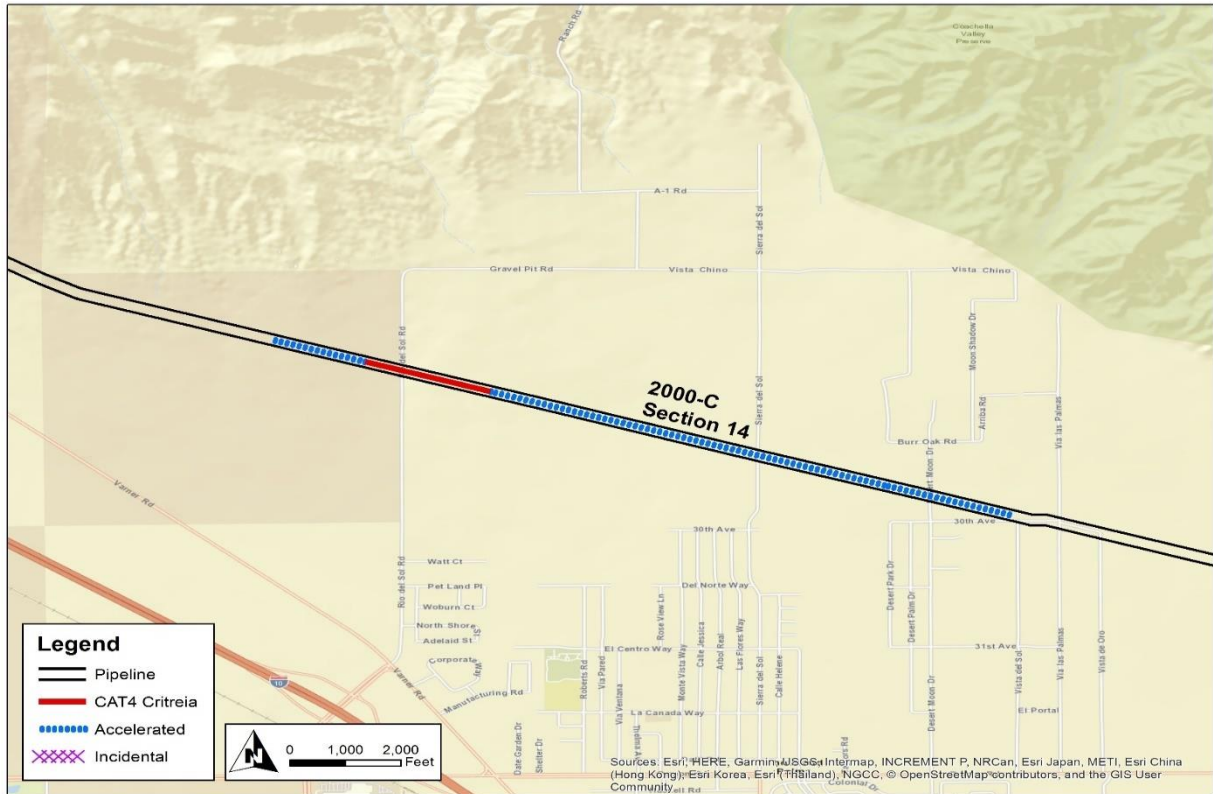 Coachella
Valley
Preserve
Ranch Rd
A-1 Rd
Sierra del Sol
Gravel Pit Rd
Vista Chino
Vista Chino
del Sol Rd
Moon Shadow Dr
2000-C
Section 14
Sierra del Sol
Arriba Rd
Via las Palmas
Burr Oak Rd
Varner Rd
30th Ave
30th Ave
Watt Ct
Rio del Sol Rd
Pet Land Pl
Del Norte Way
Desert Park Dr
Desert Palm Dr
Woburn Ct
Rose View Ln
North Shore
St
Adelaid St
El Centro Way
Monte Vista Way
Calle Jessica
Arbol Real
Las Flores Way
31st Ave
Corporate
Way
Roberts Rd
Via Pared
Sierra del Sol
Calle Helene
Desert Moon Dr
Vista del Sol
Via las Palmas
Vista de Oro
Varner Rd
Manufacturing Rd
Via Ventana
La Canada Way
El Portal
10
Date Garden Dr
Shelter Dr
Legend
Pipeline
CAT4 Critreia
Accelerated
Incidental
N
0 1,000 2,000
Feet
Sources: Esri, HERE, Garmin, USGS, Intermap, INCREMENT P, NRCan, Esri Japan, METI, Esri China
(Hong Kong), Esri Korea, Esri (Thailand), NGCC, © OpenStreetMap contributors, and the GIS User
Community